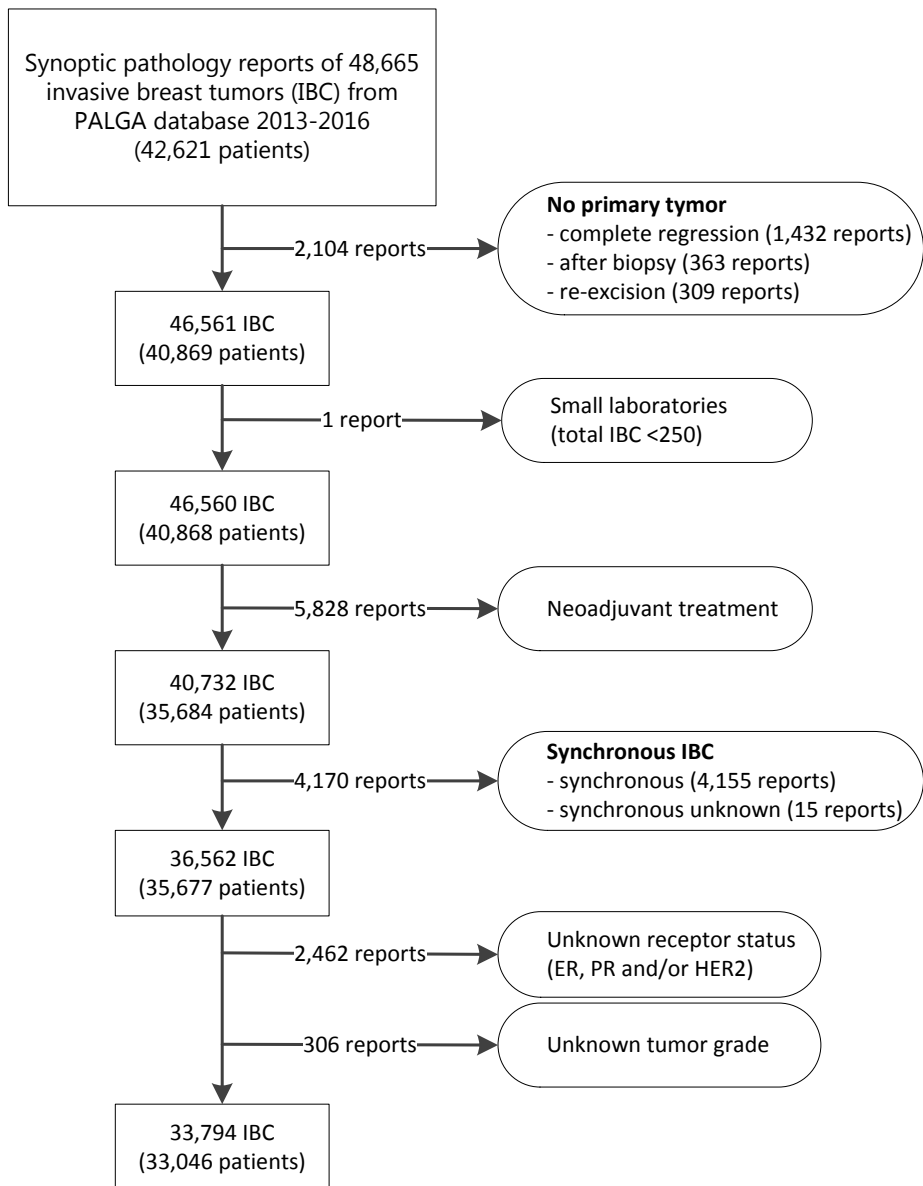 Synoptic pathology reports of 48,665
invasive breast tumors (IBC) from
PALGA database 2013-2016
(42,621 patients)
2,104 reports
No primary tymor
- complete regression (1,432 reports)
- after biopsy (363 reports)
- re-excision (309 reports)
46,561 IBC
(40,869 patients)
1 report
Small laboratories
(total IBC <250)
46,560 IBC
(40,868 patients)
5,828 reports
Neoadjuvant treatment
40,732 IBC
(35,684 patients)
4,170 reports
Synchronous IBC
- synchronous (4,155 reports)
- synchronous unknown (15 reports)
36,562 IBC
(35,677 patients)
2,462 reports
Unknown receptor status
(ER, PR and/or HER2)
306 reports
Unknown tumor grade
33,794 IBC
(33,046 patients)